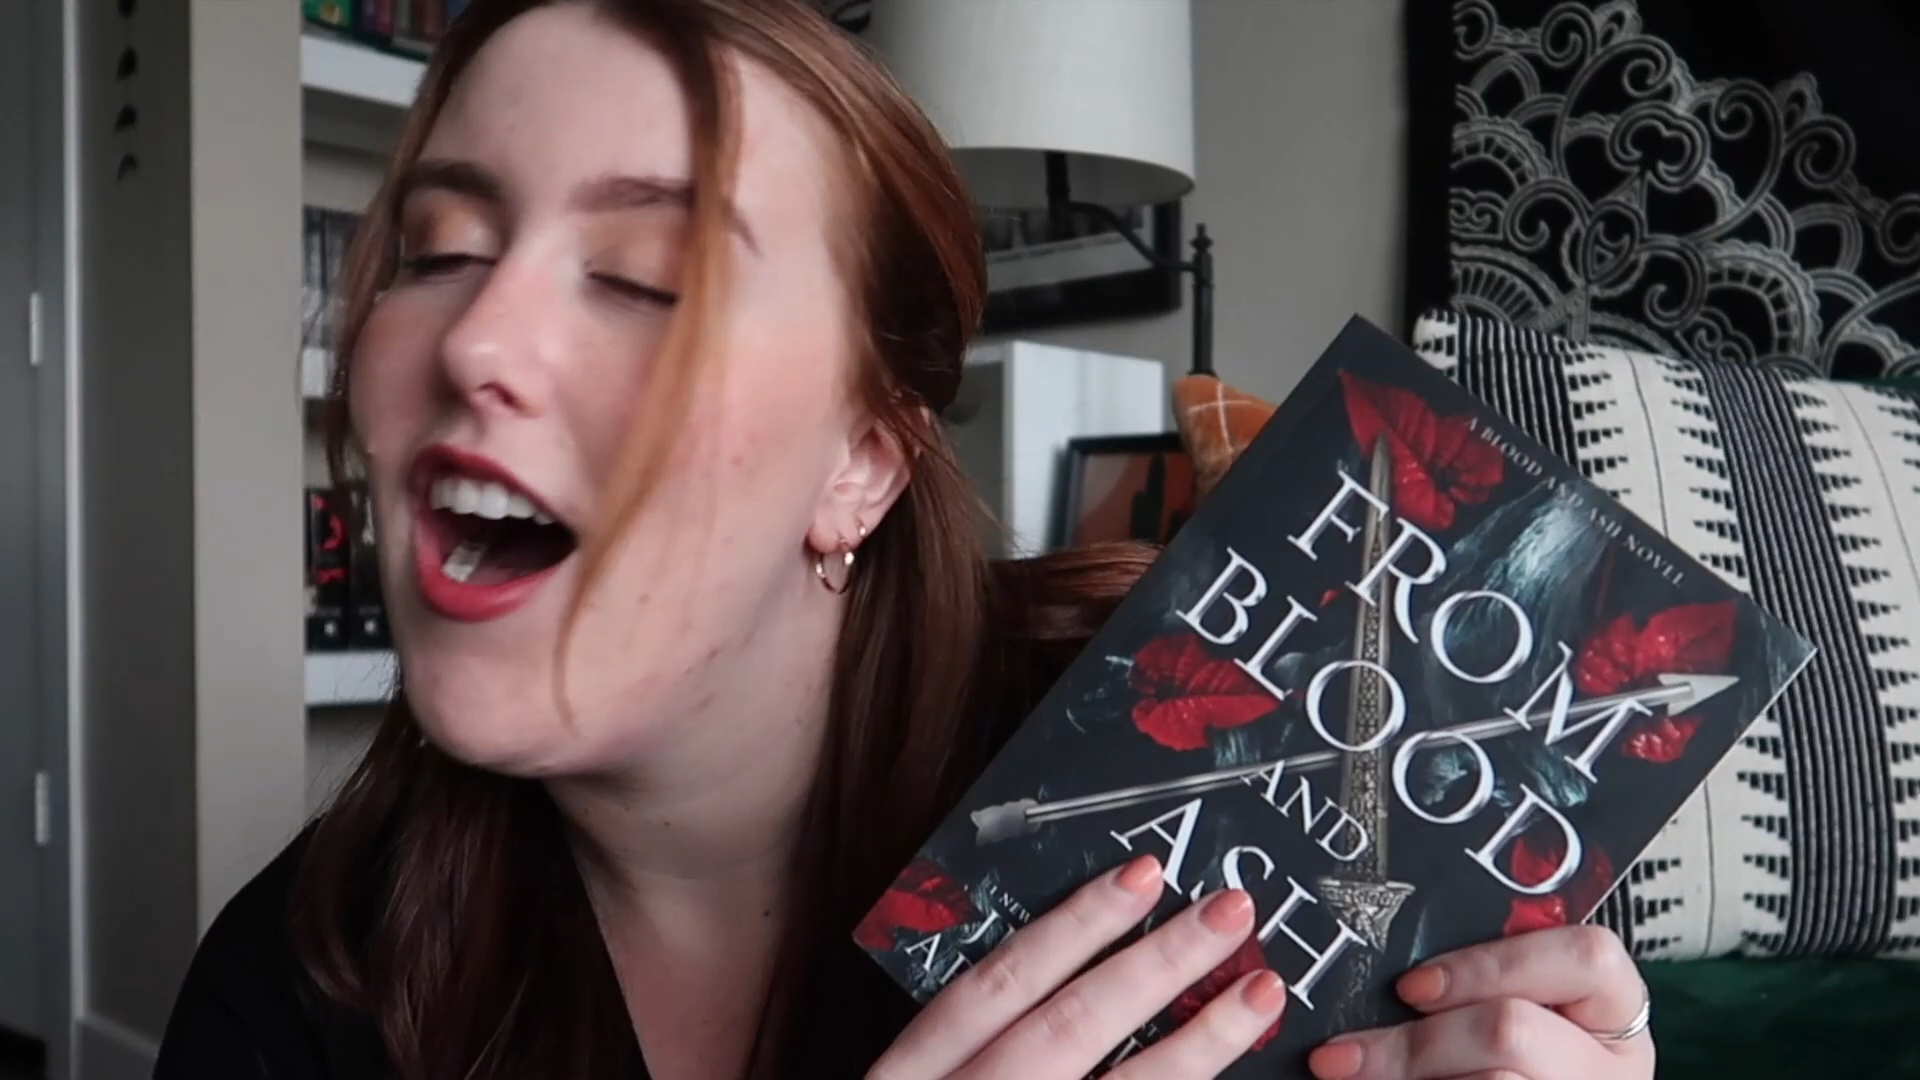 A BLOOD AND ASH NOVEL
FROM
BLOOD
AND
ASH